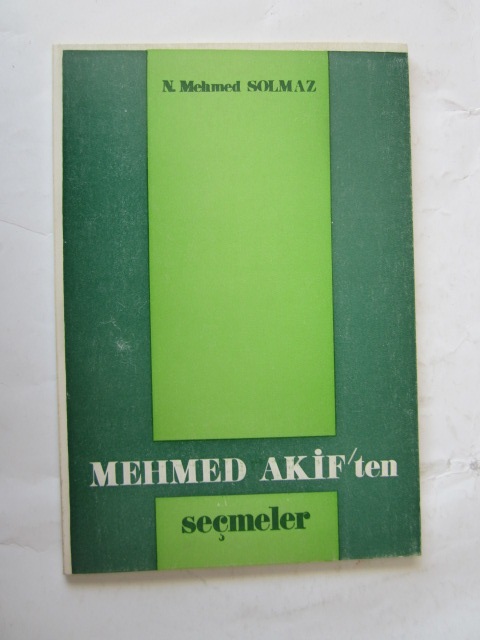 N. Mehmed SOLMAZ
MEHMED AKİF'ten
seçmeler